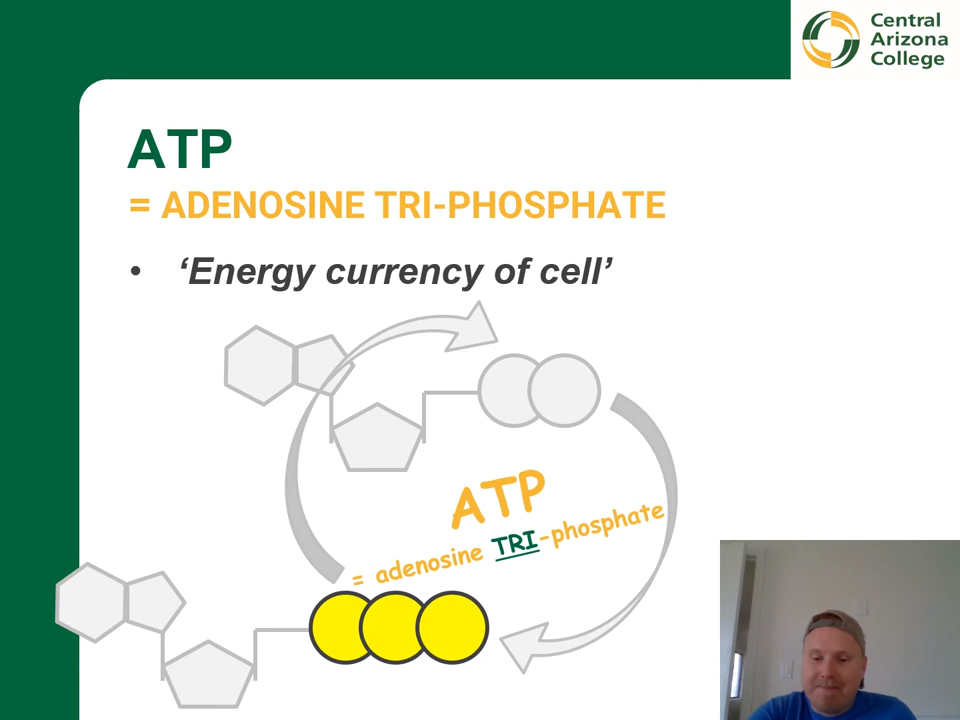 Central
Arizona
College
ATP
= ADENOSINE TRI-PHOSPHATE
• ‘Energy currency of cell’
ATP
= adenosine TRI-phosphate